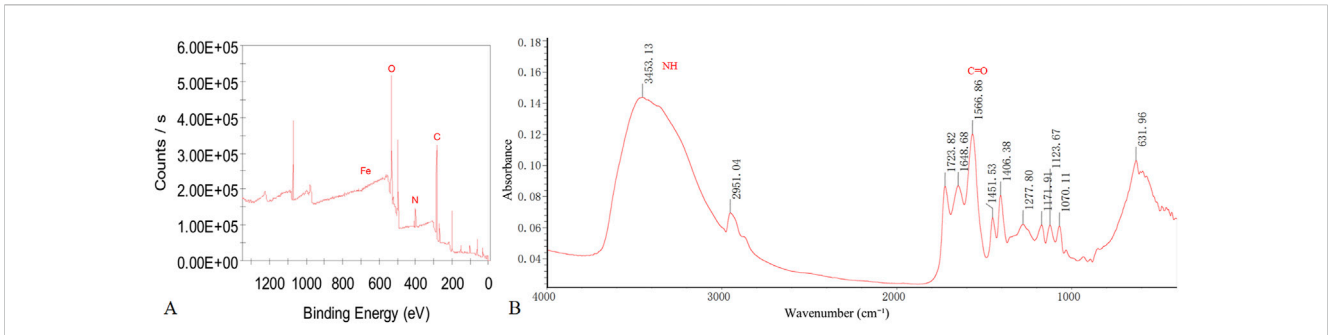 6.00E+05
5.00E+05
4.00E+05
3.00E+05
2.00E+05
1.00E+05
0.00E+00
Counts / s
O
C
Fe
N
1200 1000 800 600 400 200 0
Binding Energy (eV)
A
0.18
0.16
0.14
0.12
0.10
0.08
0.06
0.04
Absorbance
3453.13
NH
2951.04
C=O
1723.82
1648.68
1566.86
1451.53
1406.38
1277.80
1171.91
1123.67
1070.11
631.96
4000 3000 2000 1000
Wavenumber (cm⁻¹)
B